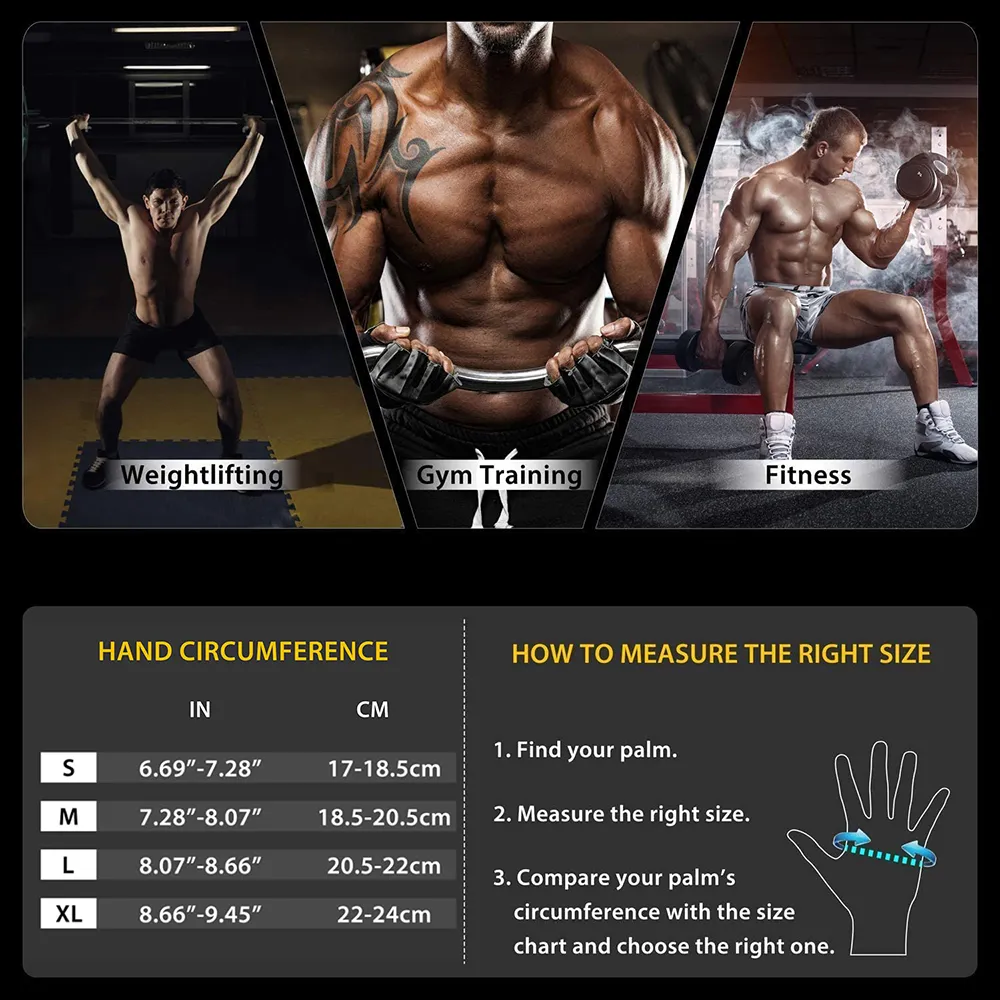 Weightlifting
Gym Training
Fitness
HAND CIRCUMFERENCE
IN CM
S 6.69”-7.28” 17-18.5cm
M 7.28”-8.07” 18.5-20.5cm
L 8.07”-8.66” 20.5-22cm
XL 8.66”-9.45” 22-24cm
HOW TO MEASURE THE RIGHT SIZE
1. Find your palm.
2. Measure the right size.
3. Compare your palm’s
circumference with the size
chart and choose the right one.